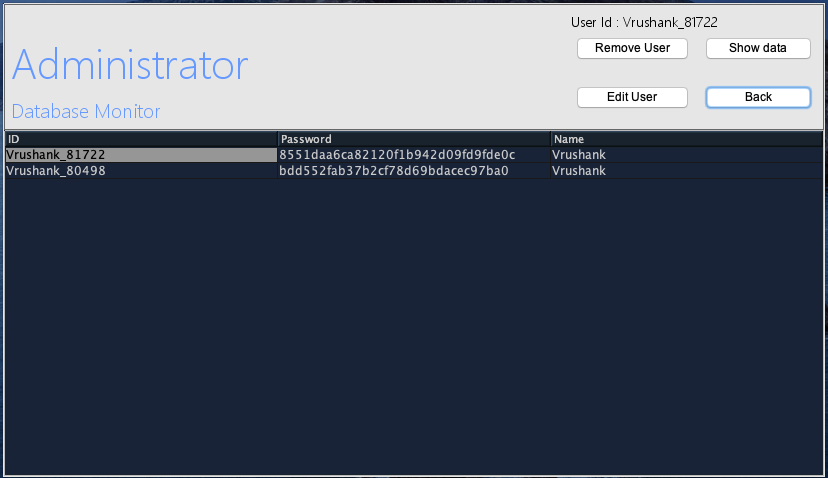 User Id : Vrushank_81722
Remove User Show data
Administrator
Edit User Back
Database Monitor
ID Password Name
Vrushank_81722 8551daa6ca82120f1b942d09fd9fde0c Vrushank
Vrushank_80498 bdd552fab37b2cf78d69bdacec97ba0 Vrushank